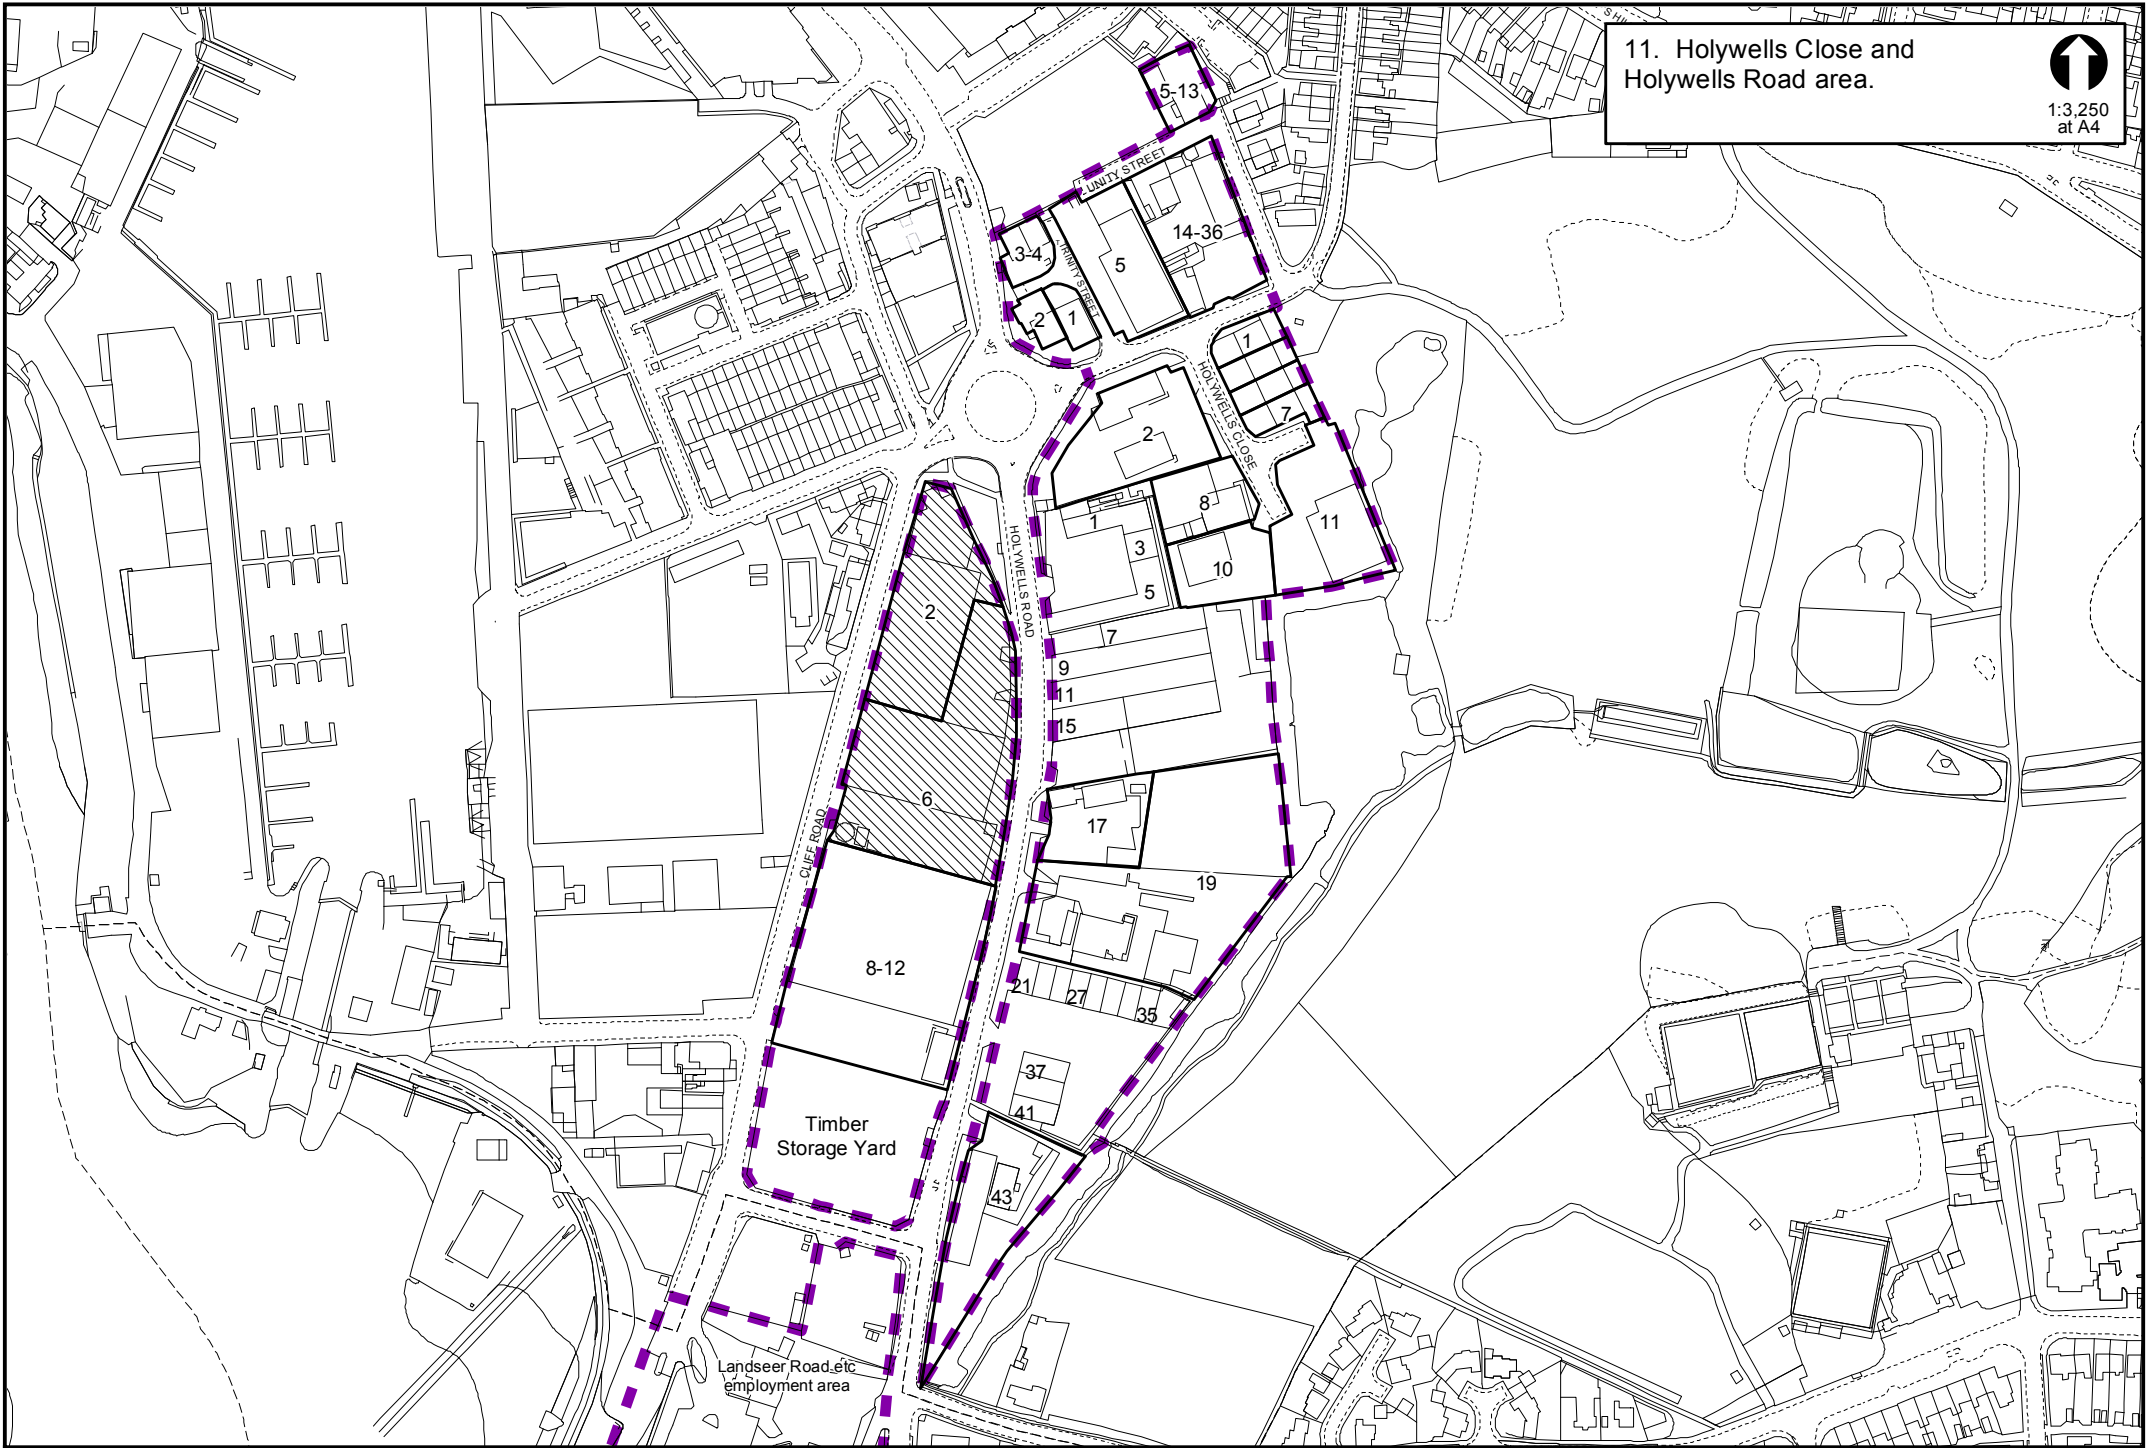 11. Holywells Close and
Holywells Road area.
1:3,250
at A4
5-13
UNITY STREET
14-36
3-4
TRINITY STREET
5
2
1
1
HOLYWELLS CLOSE
7
2
8
11
1
3
10
5
HOLYWELLS ROAD
2
7
9
11
15
6
17
CLIFF ROAD
19
8-12
21
27
35
37
41
Timber
Storage Yard
43
Landseer Road etc
employment area